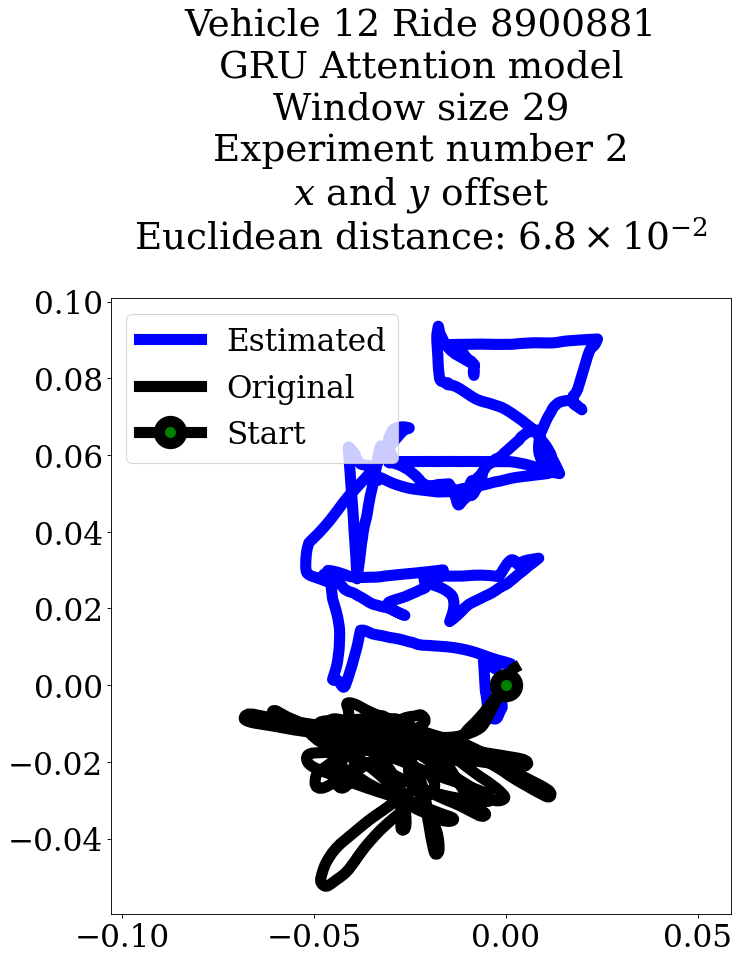 Vehicle 12 Ride 8900881
GRU Attention model
Window size 29
Experiment number 2
x and y offset
Euclidean distance: 6.8 × 10⁻²
Estimated
Original
Start
0.10
0.08
0.06
0.04
0.02
0.00
−0.02
−0.04
−0.10 −0.05 0.00 0.05